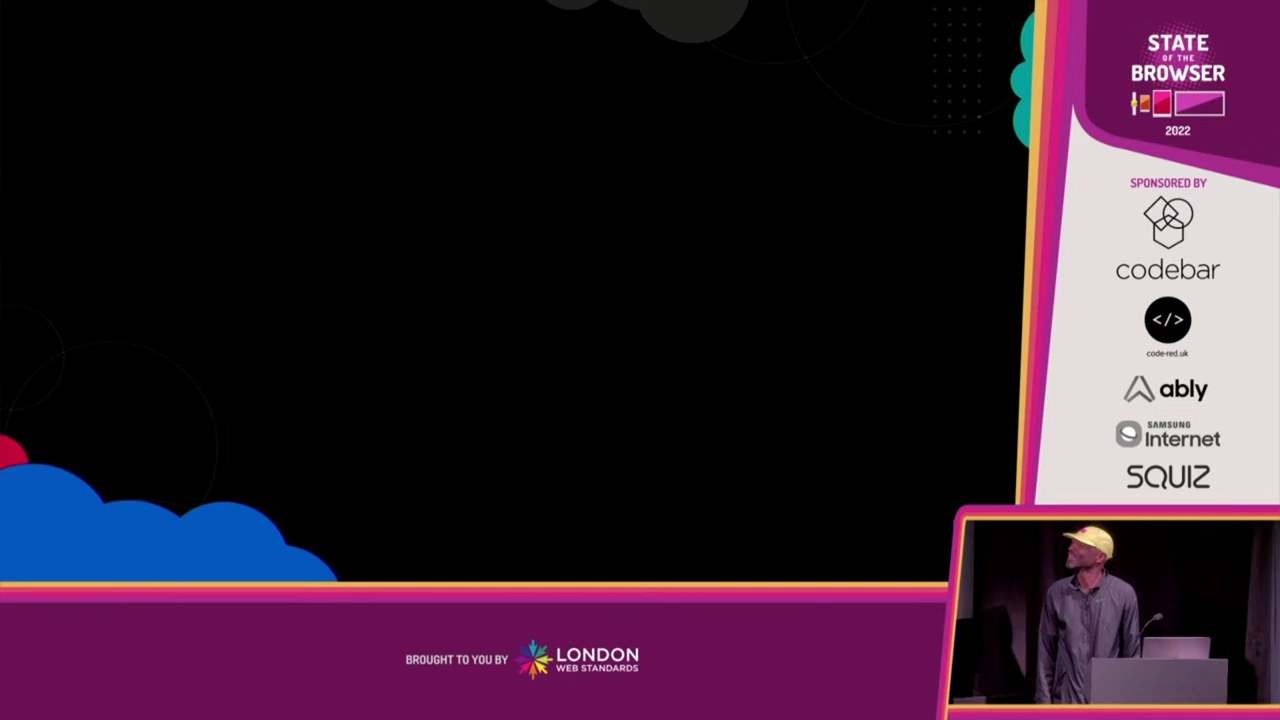 STATE
OF THE
BROWSER
2022
SPONSORED BY
codebar
</>
code-red.uk
ably
SAMSUNG
Internet
SQUIZ
BROUGHT TO YOU BY
LONDON
WEB STANDARDS